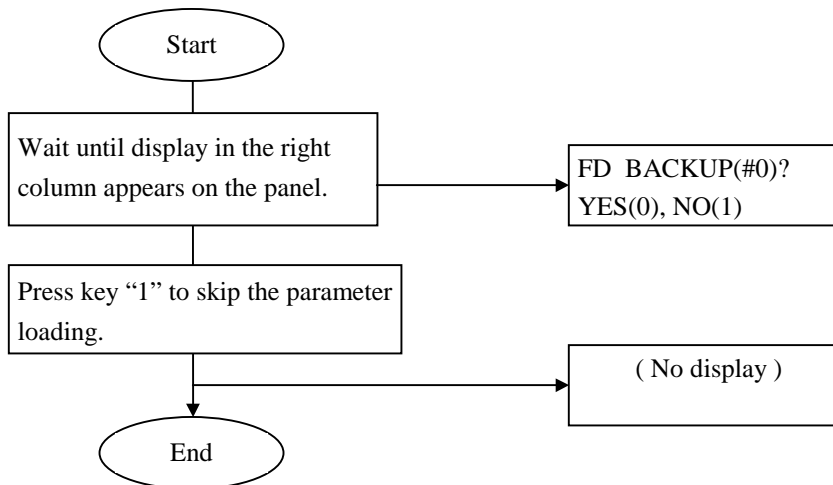 Start
Wait until display in the right
column appears on the panel.
FD BACKUP(#0)?
YES(0), NO(1)
Press key “1” to skip the parameter
loading.
( No display )
End